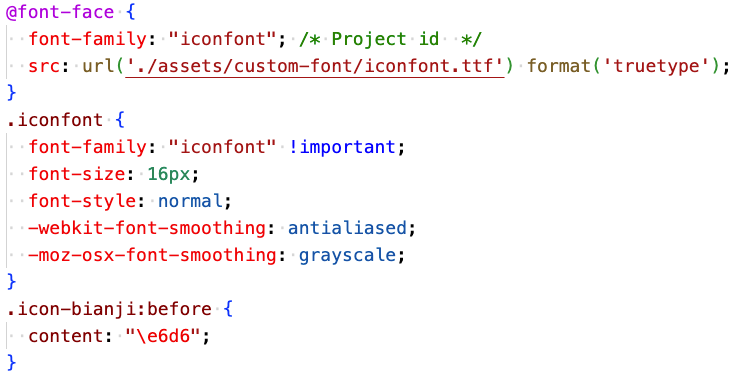 @font-face {
  font-family: "iconfont"; /* Project id  */
  src: url('./assets/custom-font/iconfont.ttf') format('truetype');
}
.iconfont {
  font-family: "iconfont" !important;
  font-size: 16px;
  font-style: normal;
  -webkit-font-smoothing: antialiased;
  -moz-osx-font-smoothing: grayscale;
}
.icon-bianji:before {
  content: "\e6d6";
}